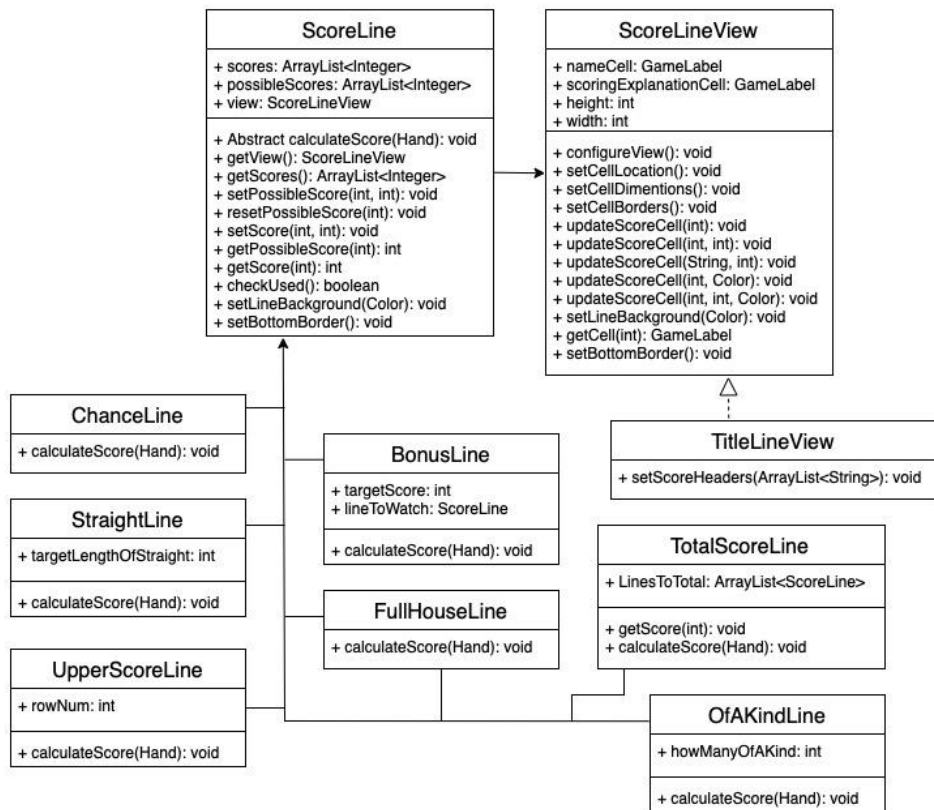 ScoreLine
+ scores: ArrayList<Integer>
+ possibleScores: ArrayList<Integer>
+ view: ScoreLineView
+ Abstract calculateScore(Hand): void
+ getView(): ScoreLineView
+ getScores(): ArrayList<Integer>
+ setPossibleScore(int, int): void
+ resetPossibleScore(int): void
+ setScore(int, int): void
+ getPossibleScore(int): int
+ getScore(int): int
+ checkUsed(): boolean
+ setLineBackground(Color): void
+ setBottomBorder(): void
ScoreLineView
+ nameCell: GameLabel
+ scoringExplanationCell: GameLabel
+ height: int
+ width: int
+ configureView(): void
+ setCellLocation(): void
+ setCellDimentions(): void
+ setCellBorders(): void
+ updateScoreCell(int): void
+ updateScoreCell(int, int): void
+ updateScoreCell(String, int): void
+ updateScoreCell(int, Color): void
+ updateScoreCell(int, int, Color): void
+ setLineBackground(Color): void
+ getCell(int): GameLabel
+ setBottomBorder(): void
ChanceLine
+ calculateScore(Hand): void
BonusLine
+ targetScore: int
+ lineToWatch: ScoreLine
+ calculateScore(Hand): void
TitleLineView
+ setScoreHeaders(ArrayList<String>): void
StraightLine
+ targetLengthOfStraight: int
+ calculateScore(Hand): void
TotalScoreLine
+ LinesToTotal: ArrayList<ScoreLine>
+ getScore(int): void
+ calculateScore(Hand): void
FullHouseLine
+ calculateScore(Hand): void
UpperScoreLine
+ rowNum: int
+ calculateScore(Hand): void
OfAKindLine
+ howManyOfAKind: int
+ calculateScore(Hand): void